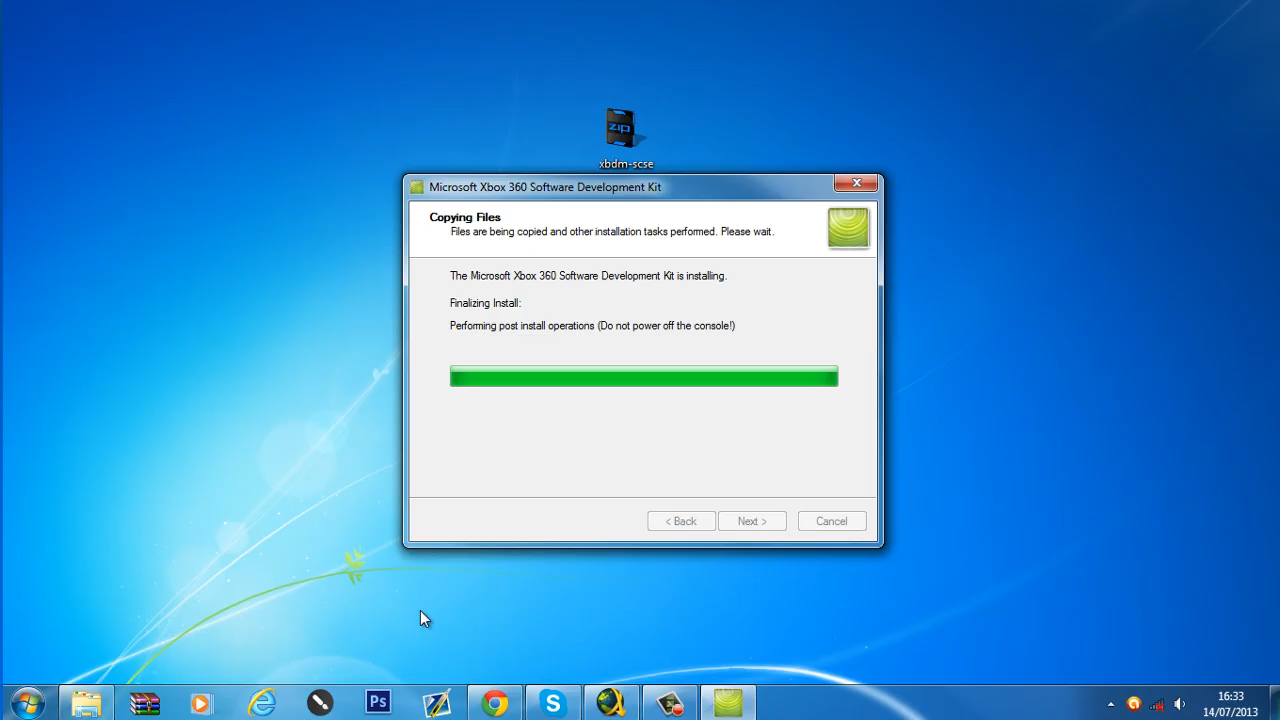 zip
xbdm-scse
Microsoft Xbox 360 Software Development Kit
Copying Files
Files are being copied and other installation tasks performed. Please wait.
The Microsoft Xbox 360 Software Development Kit is installing.
Finalizing Install:
Performing post install operations (Do not power off the console!)
< Back
Next >
Cancel
Ps
S
16:33
14/07/2013